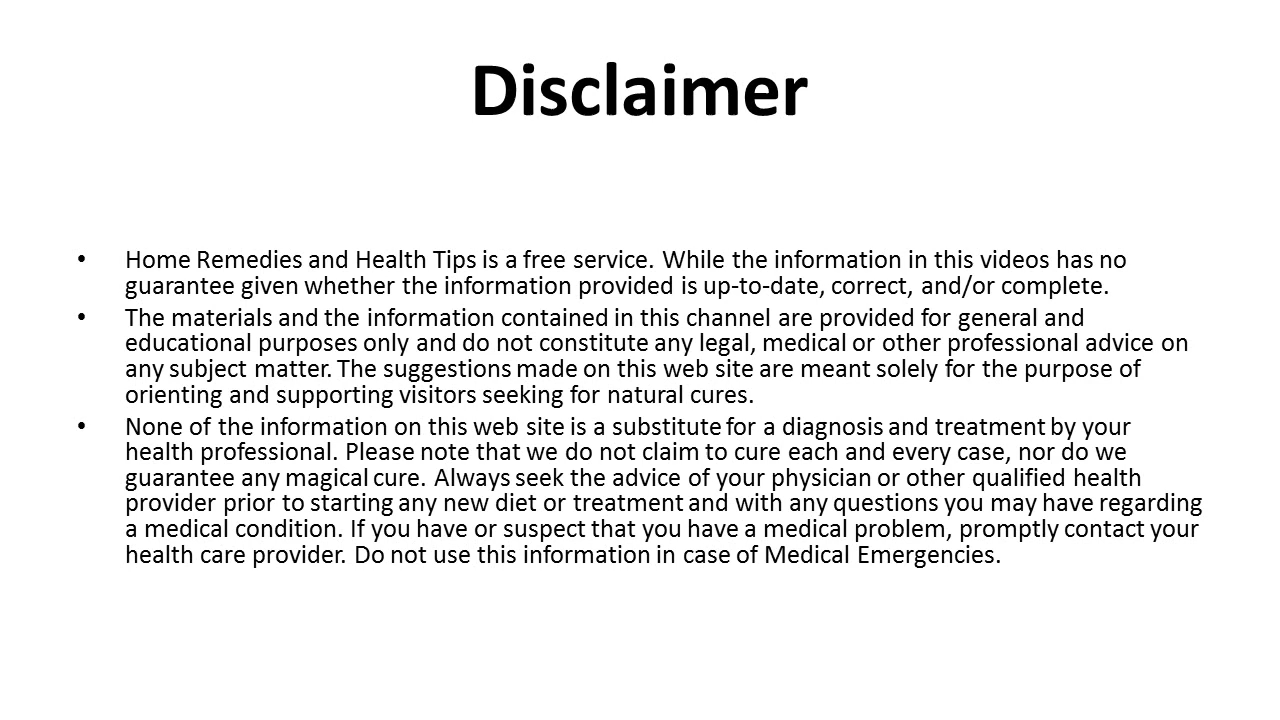 Disclaimer
• Home Remedies and Health Tips is a free service. While the information in this videos has no
guarantee given whether the information provided is up-to-date, correct, and/or complete.
• The materials and the information contained in this channel are provided for general and
educational purposes only and do not constitute any legal, medical or other professional advice on
any subject matter. The suggestions made on this web site are meant solely for the purpose of
orienting and supporting visitors seeking for natural cures.
• None of the information on this web site is a substitute for a diagnosis and treatment by your
health professional. Please note that we do not claim to cure each and every case, nor do we
guarantee any magical cure. Always seek the advice of your physician or other qualified health
provider prior to starting any new diet or treatment and with any questions you may have regarding
a medical condition. If you have or suspect that you have a medical problem, promptly contact your
health care provider. Do not use this information in case of Medical Emergencies.